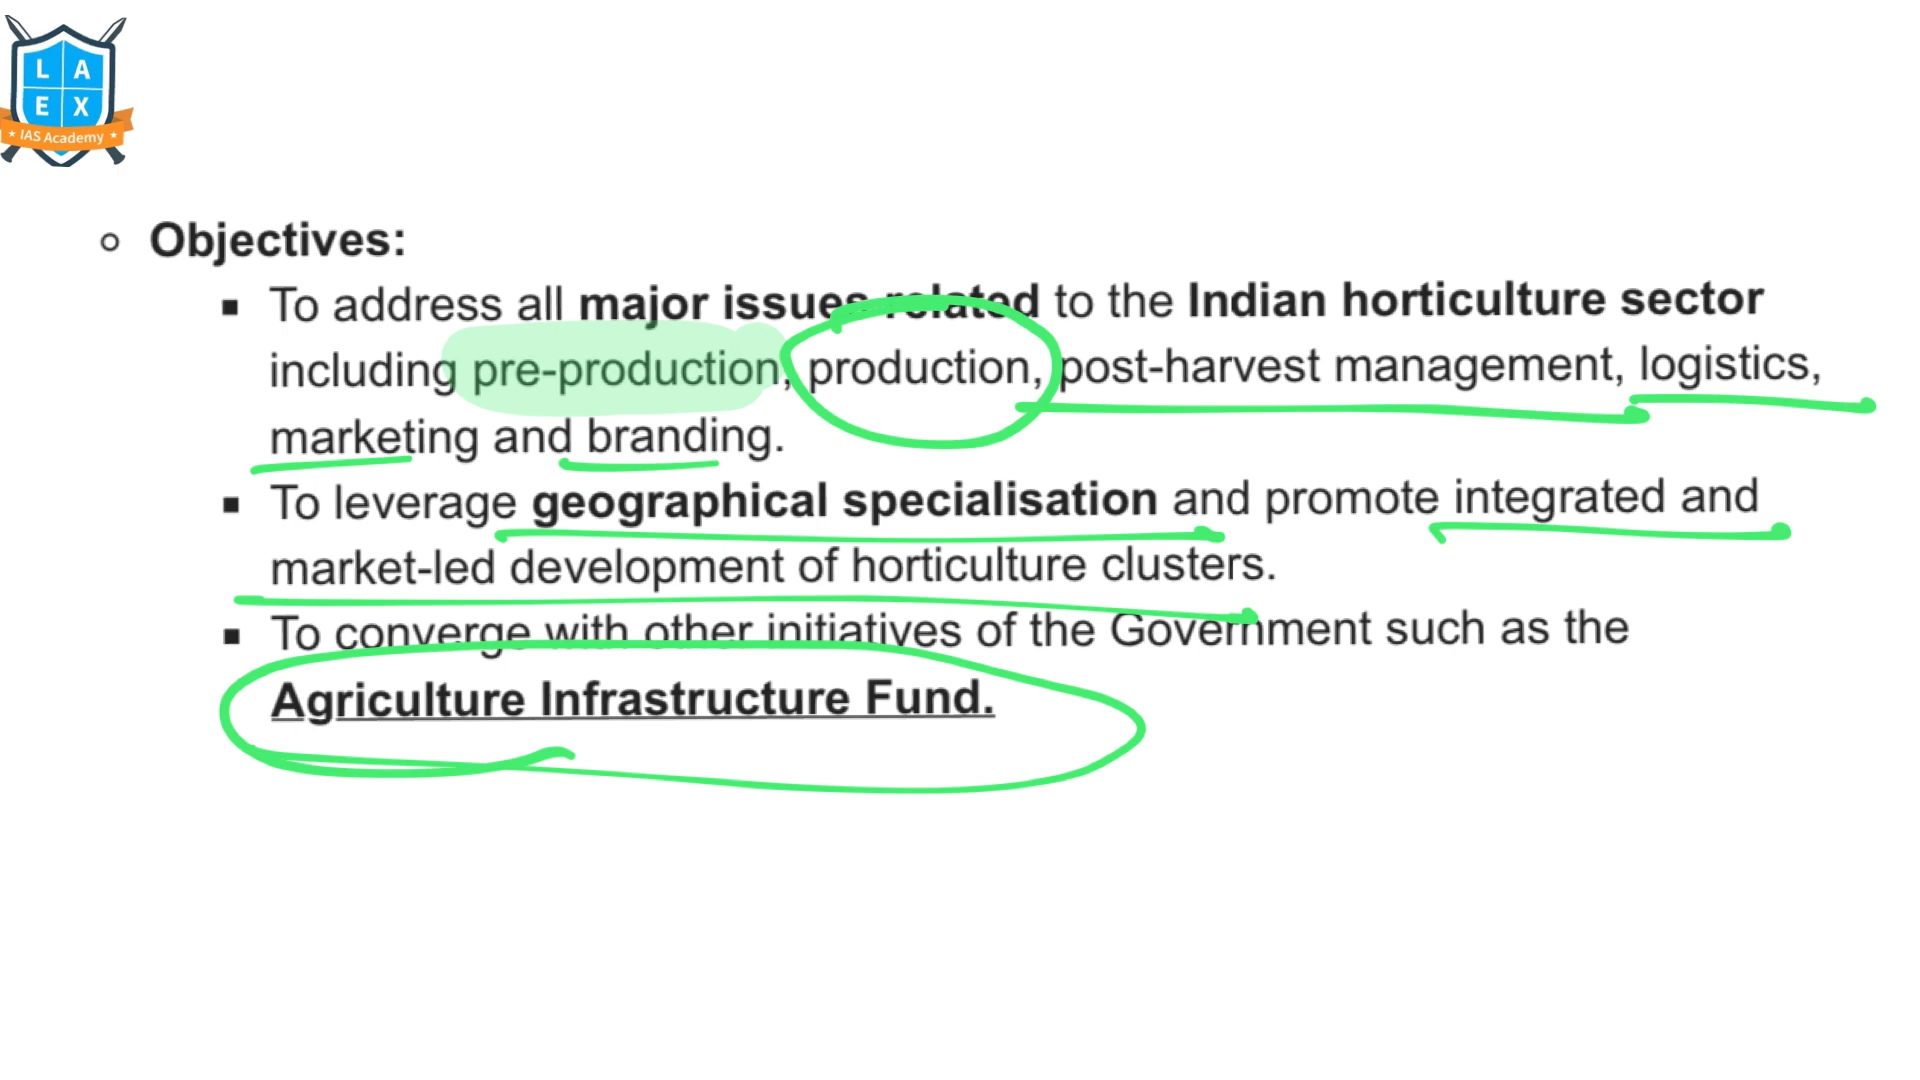 L A
E X
IAS Academy
Objectives:
To address all major issues related to the Indian horticulture sector
including pre-production, production, post-harvest management, logistics,
marketing and branding.
To leverage geographical specialisation and promote integrated and
market-led development of horticulture clusters.
To converge with other initiatives of the Government such as the
Agriculture Infrastructure Fund.